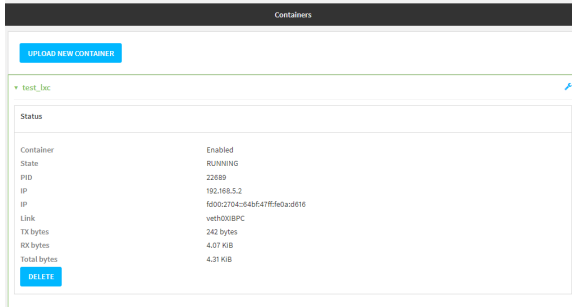 Containers
UPLOAD NEW CONTAINER
test_lxc
Status
Container Enabled
State RUNNING
PID 22689
IP 192.168.5.2
IP fd00:2704::64bf:47ff:fe0a:d616
Link veth0XIBPC
TX bytes 242 bytes
RX bytes 4.07 KiB
Total bytes 4.31 KiB
DELETE